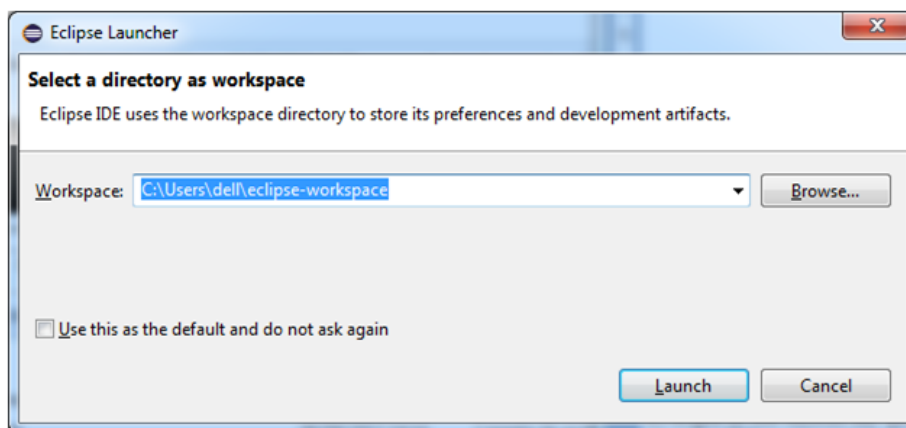 Eclipse Launcher
Select a directory as workspace
Eclipse IDE uses the workspace directory to store its preferences and development artifacts.
Workspace: C:\Users\dell\eclipse-workspace Browse...
Use this as the default and do not ask again
Launch Cancel